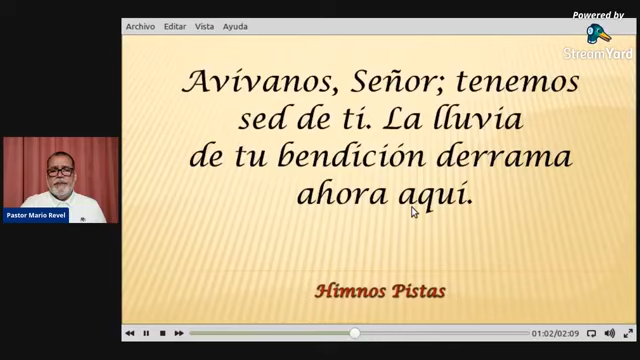 Powered by
StreamYard
Archivo Editar Vista Ayuda
Avívanos, Señor; tenemos
sed de ti. La lluvia
de tu bendición derrama
ahora aquí.
Himnos Pistas
Pastor Mario Revel
01:02/02:09